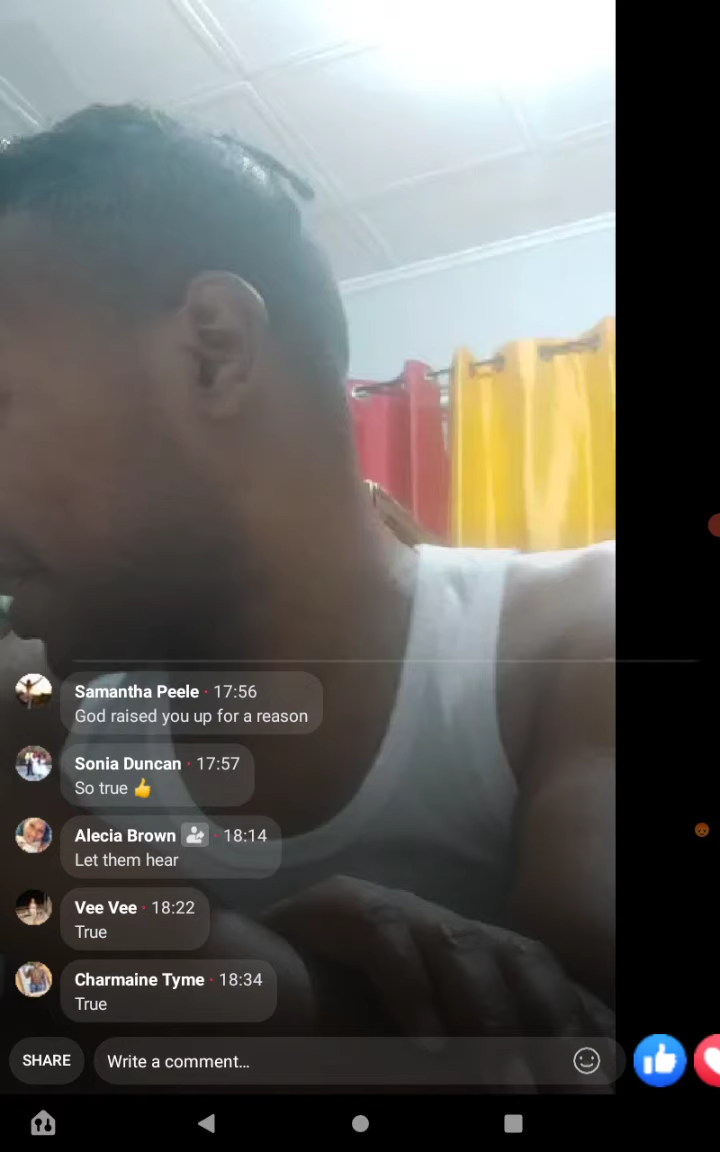 Samantha Peele · 17:56
God raised you up for a reason
Sonia Duncan · 17:57
So true 👍
Alecia Brown · 18:14
Let them hear
Vee Vee · 18:22
True
Charmaine Tyme · 18:34
True
SHARE
Write a comment...